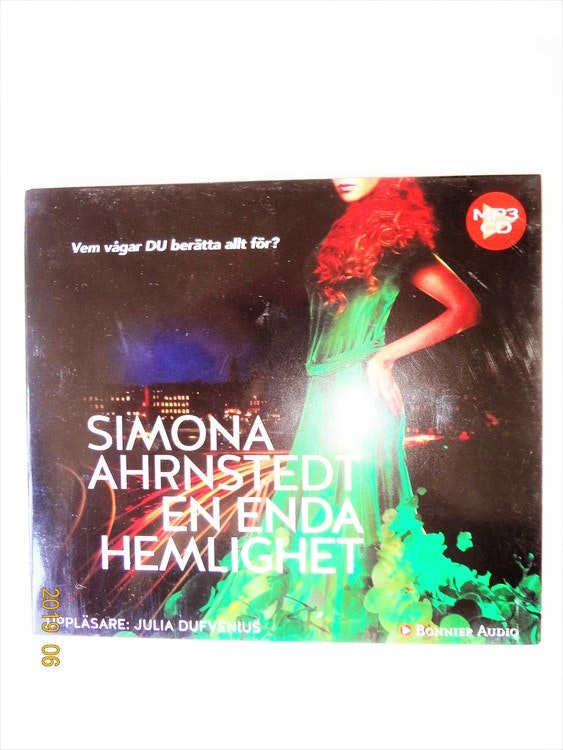 Vem vågar DU berätta allt för?
MP3
CD
SIMONA
AHRNSTEDT
EN ENDA
HEMLIGHET
UPPLÄSARE: JULIA DUFVENIUS
BONNIER AUDIO
2019 06